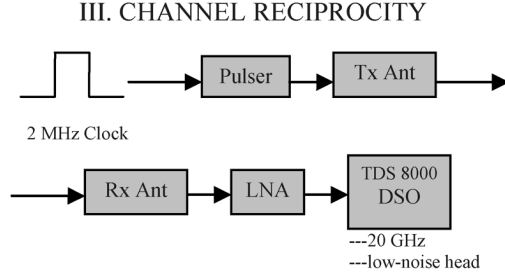 III. CHANNEL RECIPROCITY
Pulser
Tx Ant
2 MHz Clock
Rx Ant
LNA
TDS 8000
DSO
---20 GHz
---low-noise head